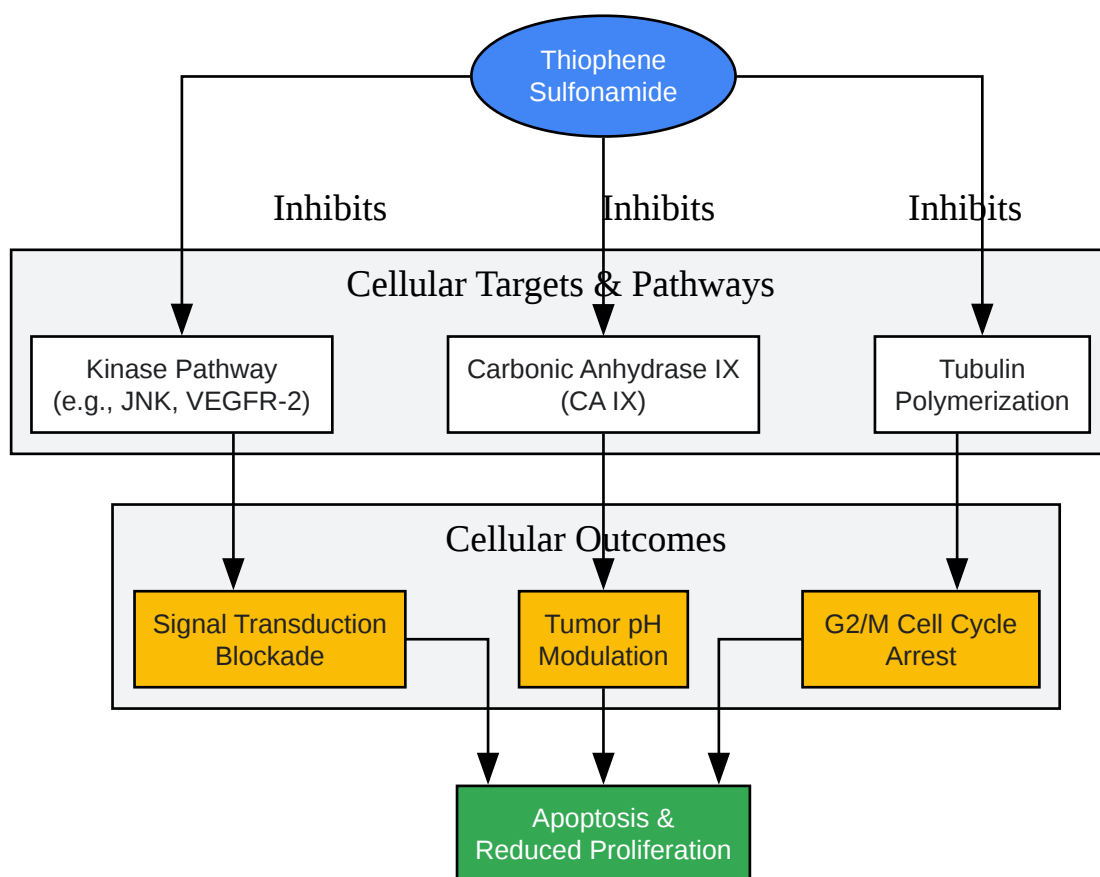 Thiophene
Sulfonamide
Inhibits
Inhibits
Inhibits
Cellular Targets & Pathways
Kinase Pathway
(e.g., JNK, VEGFR-2)
Carbonic Anhydrase IX
(CA IX)
Tubulin
Polymerization
Cellular Outcomes
Signal Transduction
Blockade
Tumor pH
Modulation
G2/M Cell Cycle
Arrest
Apoptosis &
Reduced Proliferation